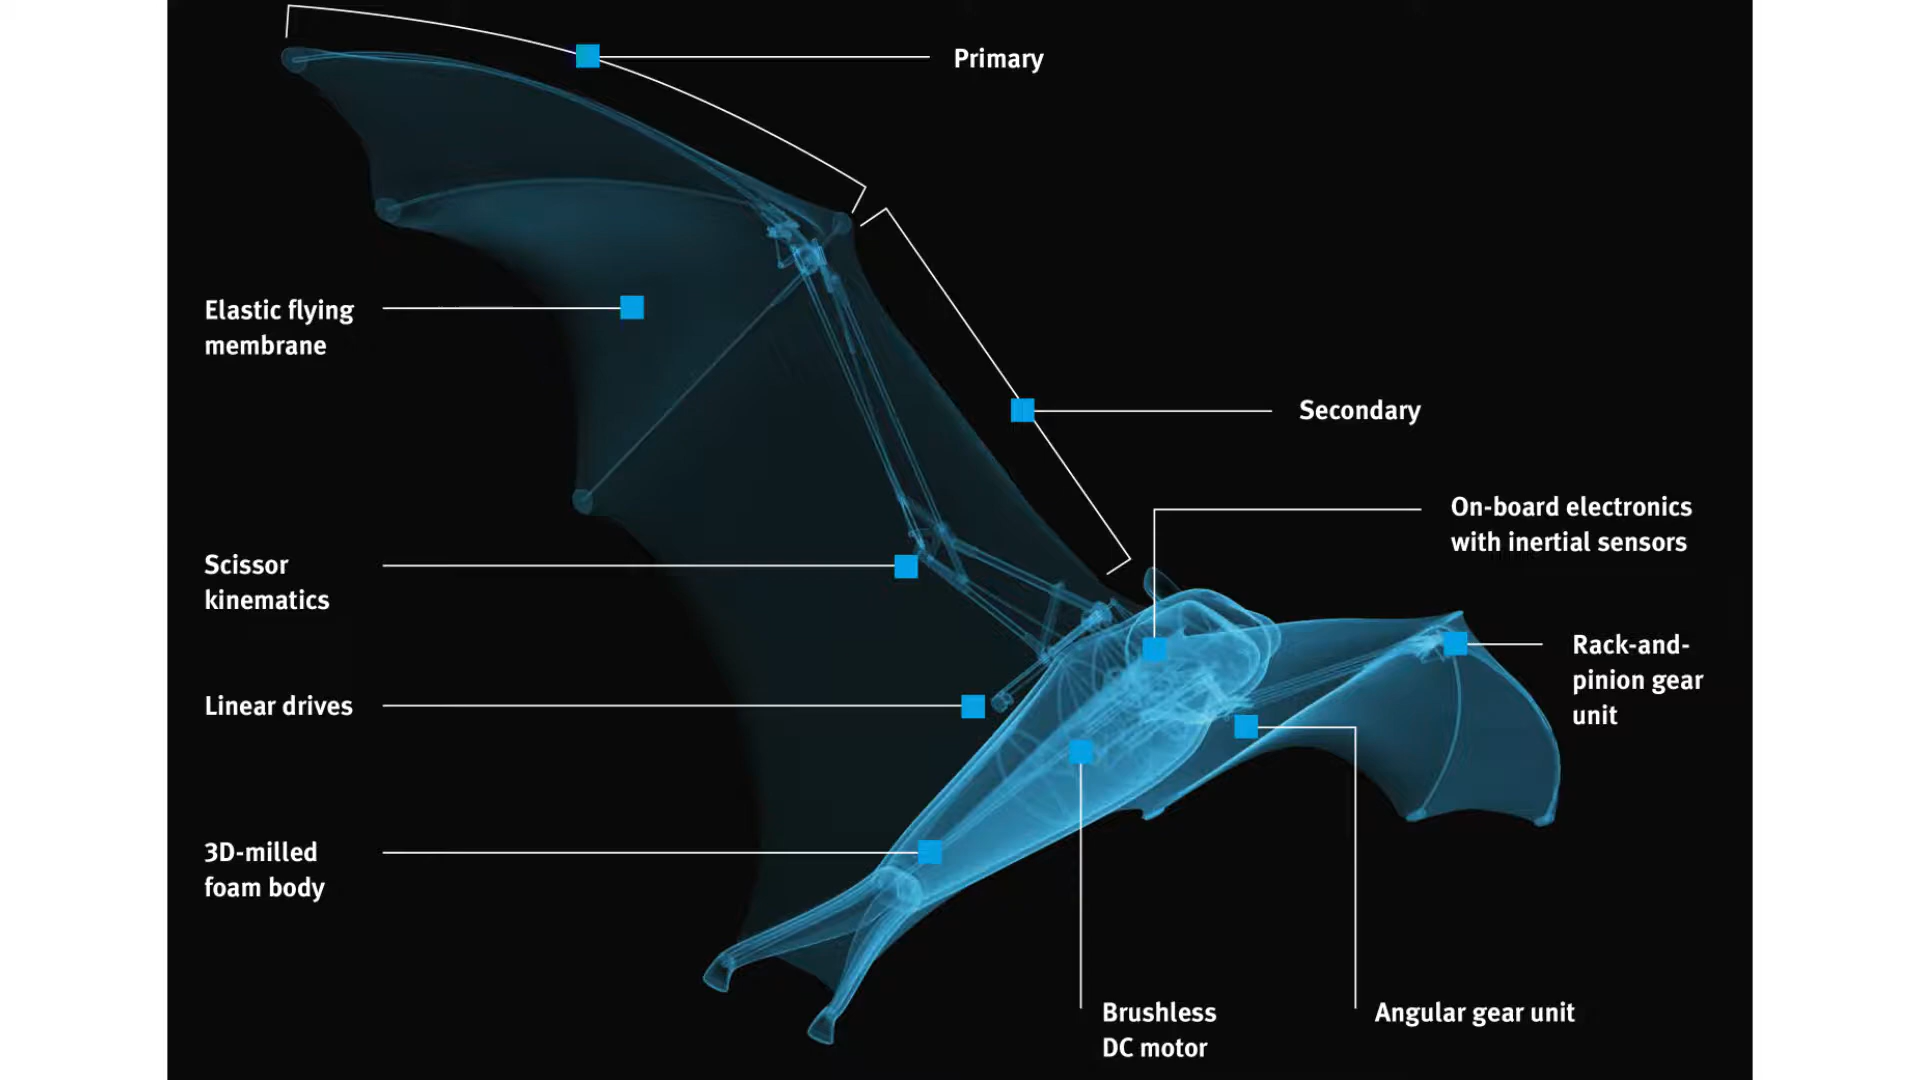 Primary
Elastic flying
membrane
Secondary
On-board electronics
with inertial sensors
Scissor
kinematics
Rack-and-
pinion gear
unit
Linear drives
3D-milled
foam body
Brushless
DC motor
Angular gear unit